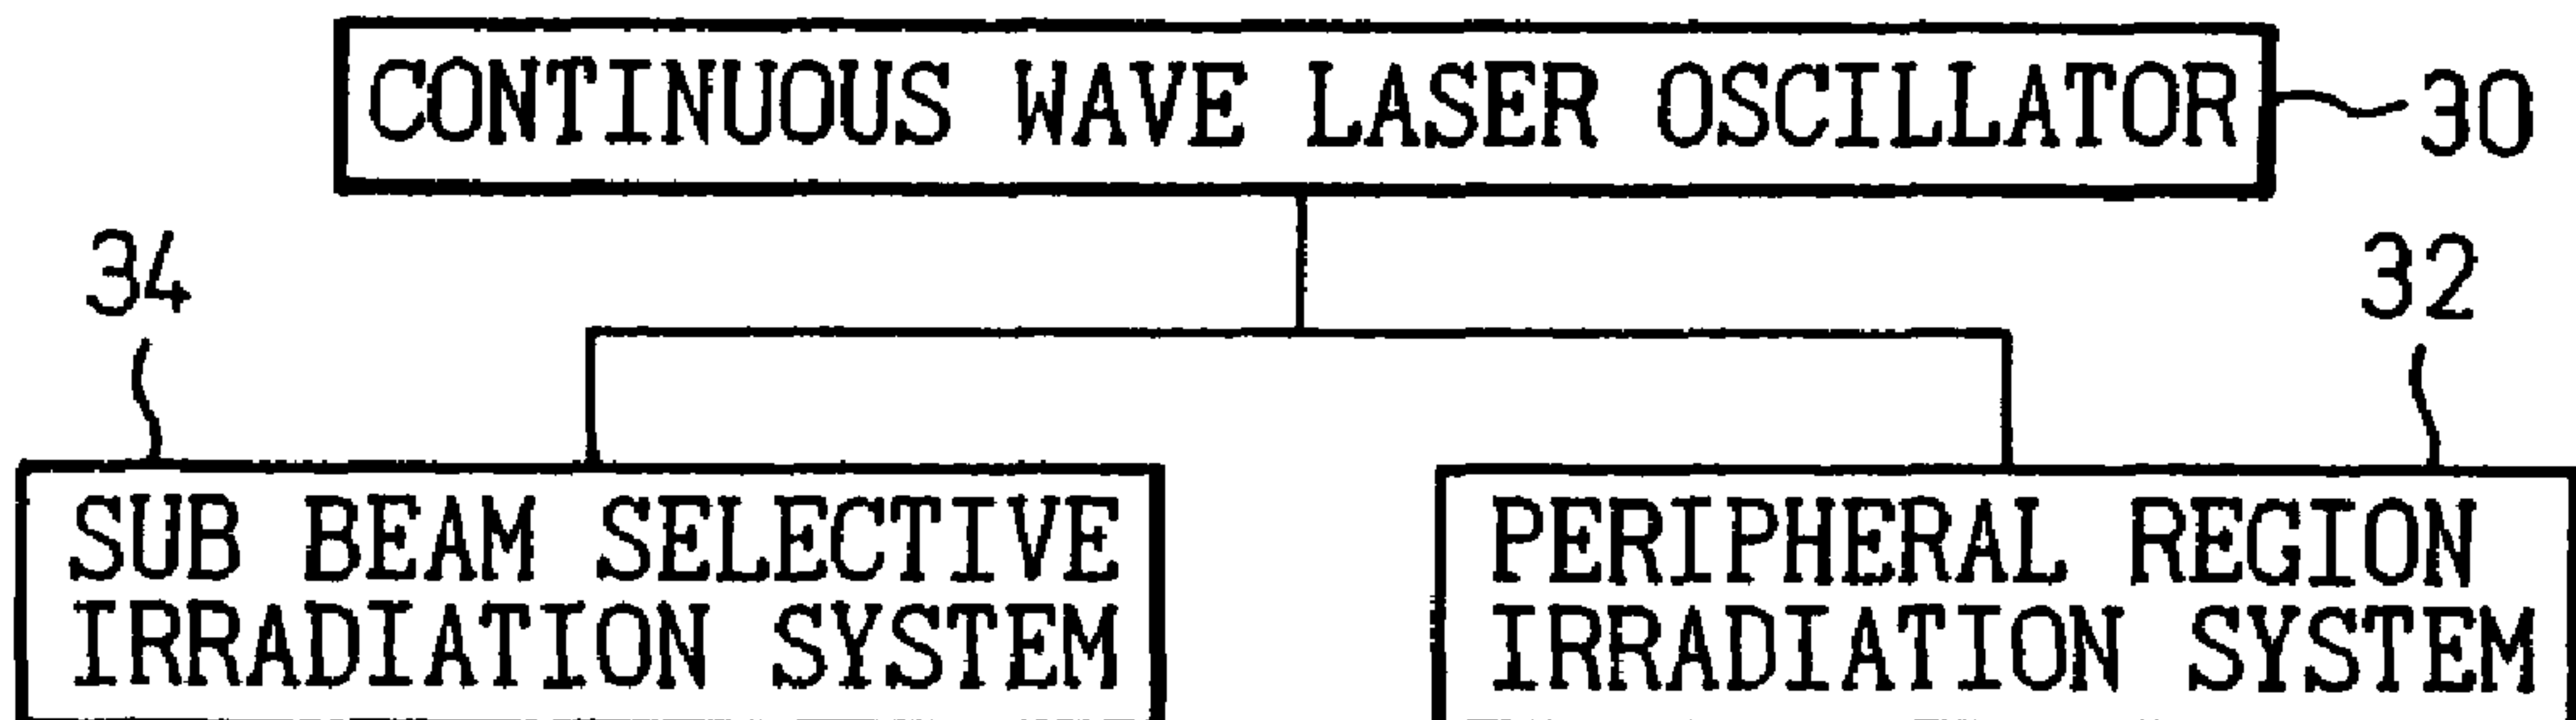 CONTINUOUS WAVE LASER OSCILLATOR
30
34
32
SUB BEAM SELECTIVE
IRRADIATION SYSTEM
PERIPHERAL REGION
IRRADIATION SYSTEM